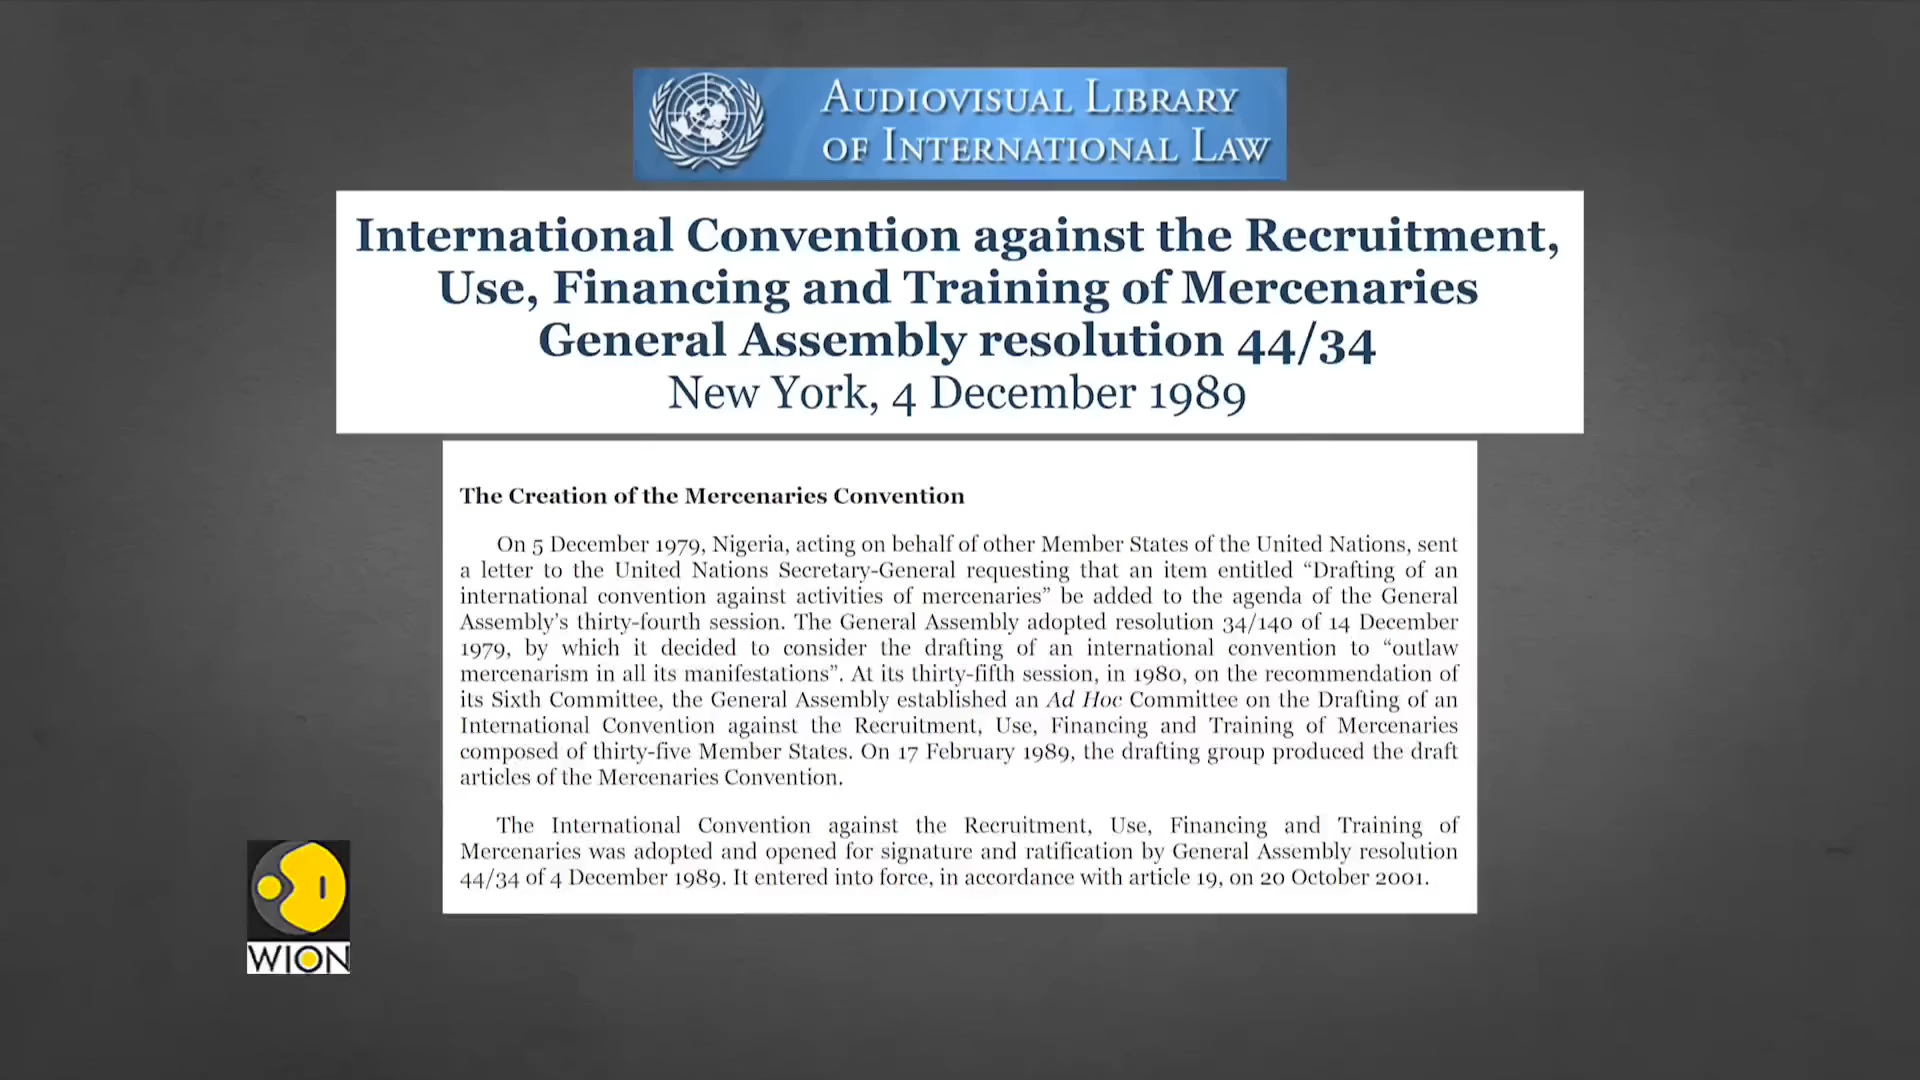 AUDIOVISUAL LIBRARY
OF INTERNATIONAL LAW
International Convention against the Recruitment,
Use, Financing and Training of Mercenaries
General Assembly resolution 44/34
New York, 4 December 1989
The Creation of the Mercenaries Convention
On 5 December 1979, Nigeria, acting on behalf of other Member States of the United Nations, sent
a letter to the United Nations Secretary-General requesting that an item entitled “Drafting of an
international convention against activities of mercenaries” be added to the agenda of the General
Assembly’s thirty-fourth session. The General Assembly adopted resolution 34/140 of 14 December
1979, by which it decided to consider the drafting of an international convention to “outlaw
mercenarism in all its manifestations”. At its thirty-fifth session, in 1980, on the recommendation of
its Sixth Committee, the General Assembly established an Ad Hoc Committee on the Drafting of an
International Convention against the Recruitment, Use, Financing and Training of Mercenaries
composed of thirty-five Member States. On 17 February 1989, the drafting group produced the draft
articles of the Mercenaries Convention.
The International Convention against the Recruitment, Use, Financing and Training of
Mercenaries was adopted and opened for signature and ratification by General Assembly resolution
44/34 of 4 December 1989. It entered into force, in accordance with article 19, on 20 October 2001.
WION